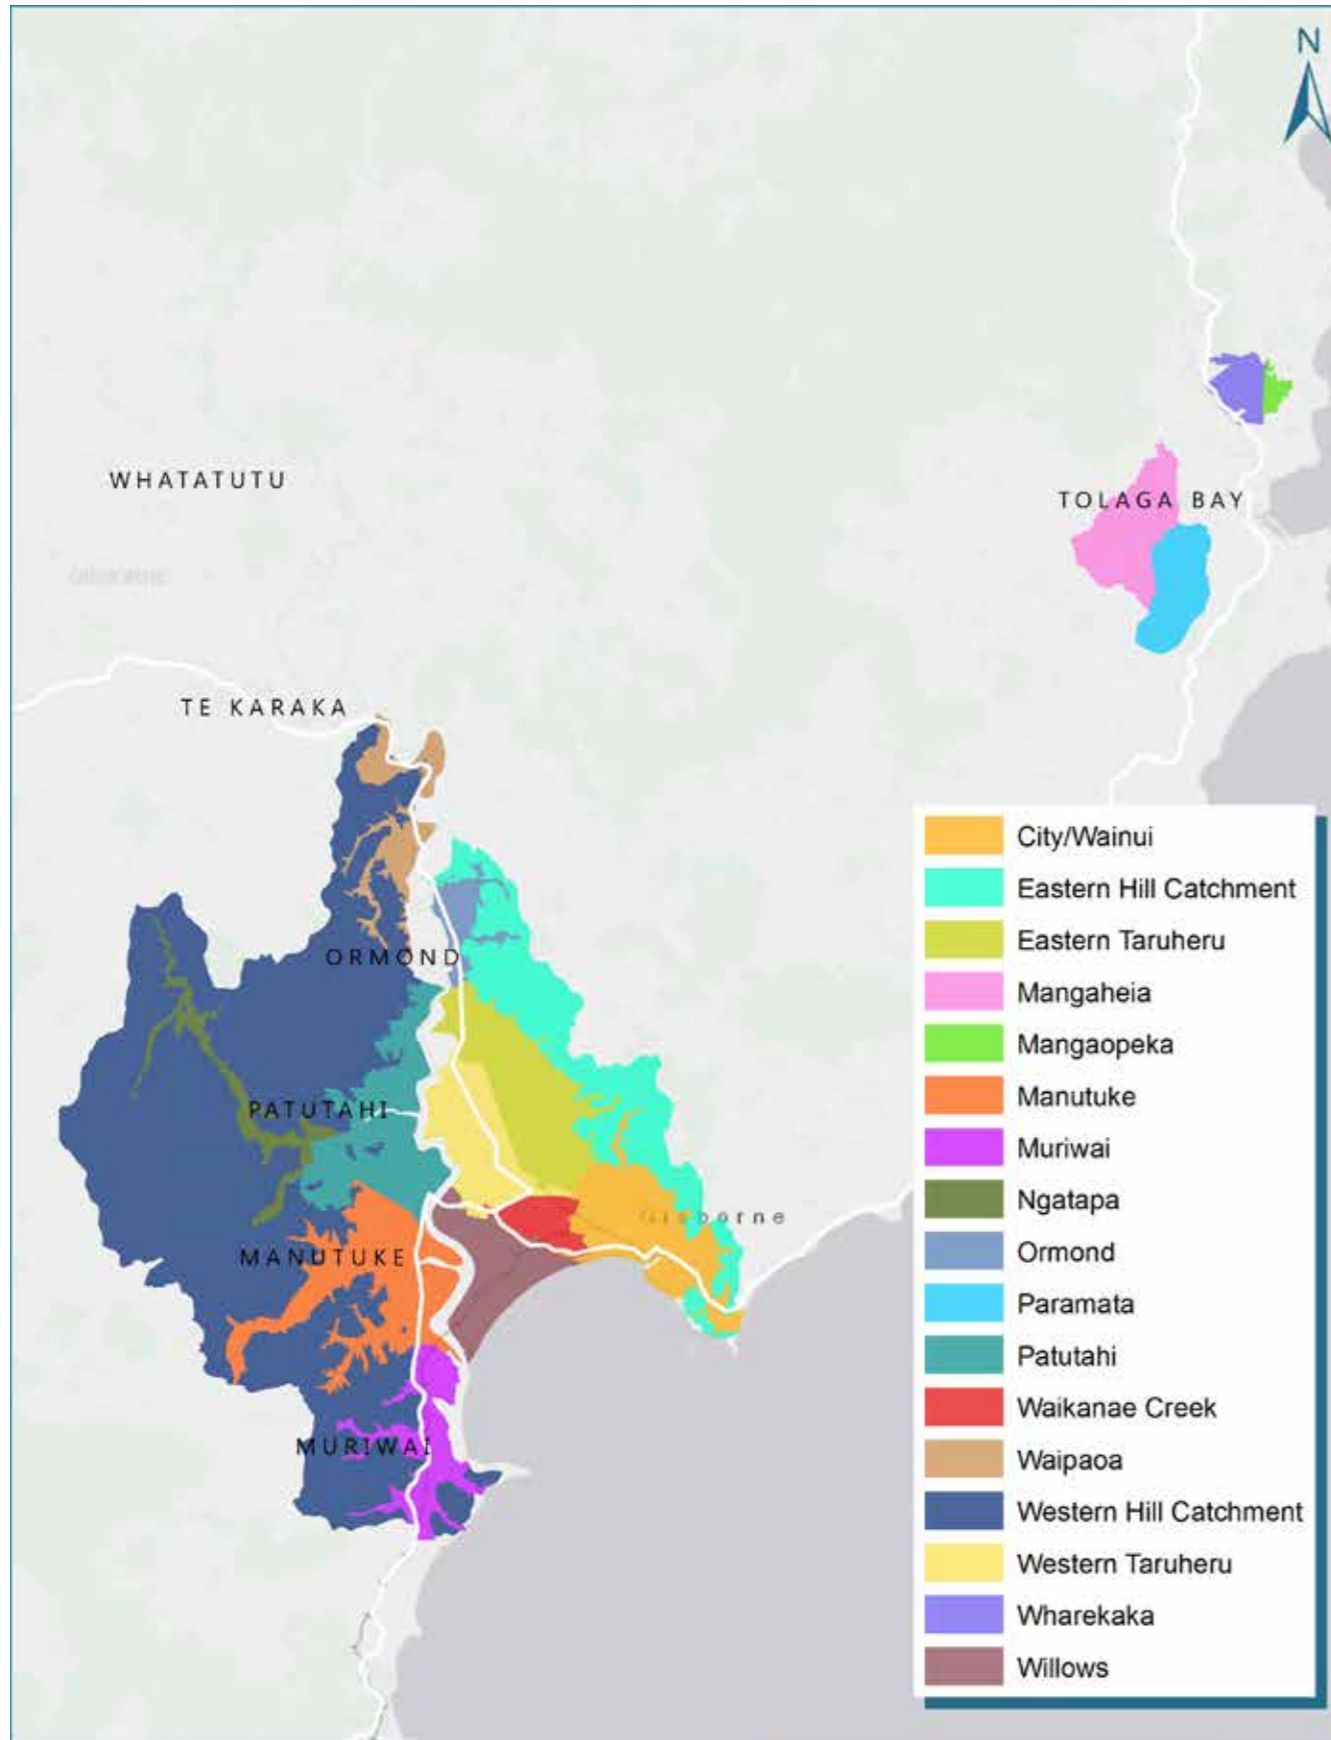 N
WHATATUTU
TOLAGA BAY
TE KARAKA
ORMOND
PATUTAHI
Gisborne
MANUTUKE
MURIWAI
City/Wainui
Eastern Hill Catchment
Eastern Taruheru
Mangaheia
Mangaopeka
Manutuke
Muriwai
Ngatapa
Ormond
Paramata
Patutahi
Waikanae Creek
Waipaoa
Western Hill Catchment
Western Taruheru
Wharekaka
Willows